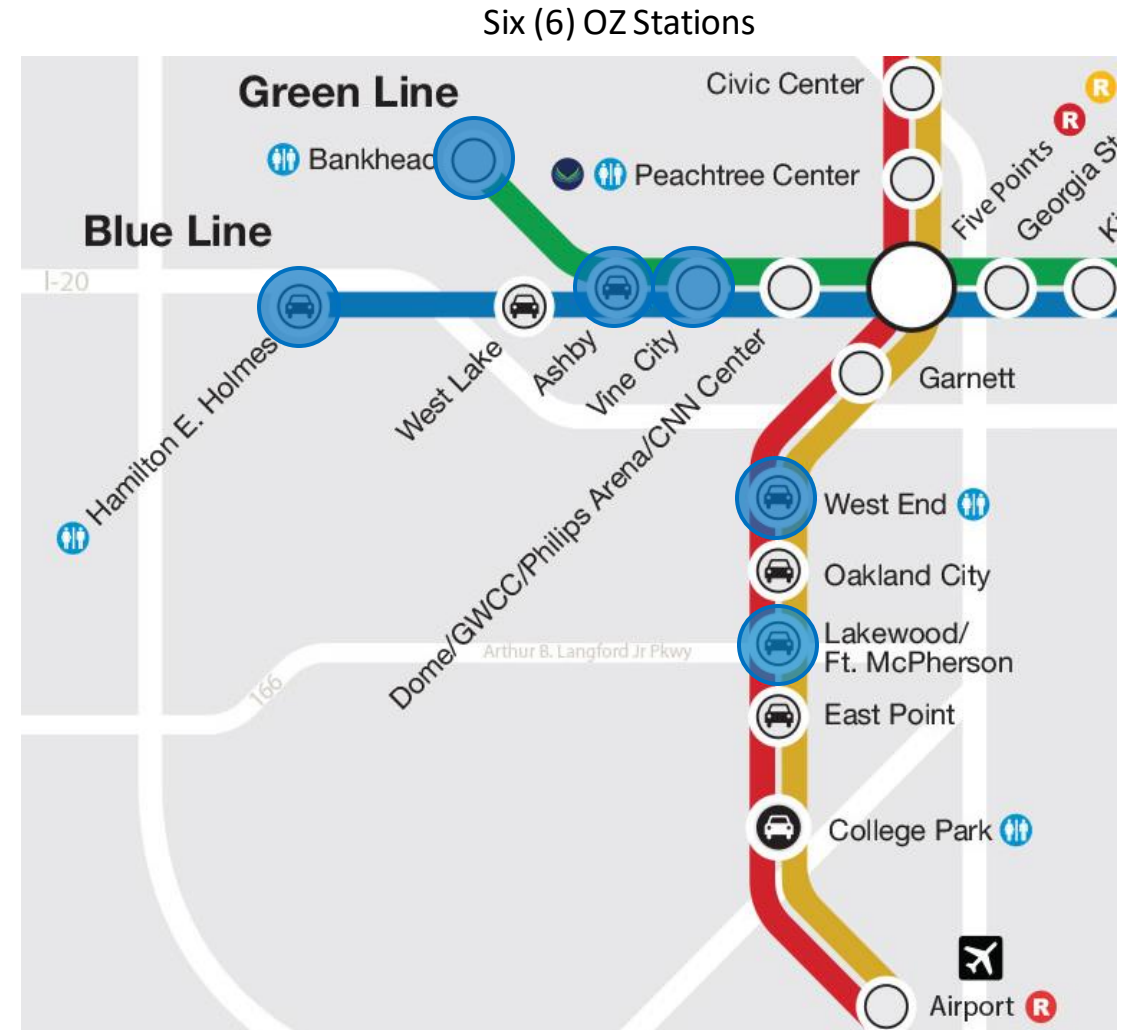 Six (6) OZ Stations
Green Line
Civic Center
R
R
Bankhead
Peachtree Center
Five Points
Georgia St
Blue Line
I-20
Hamilton E. Holmes
West Lake
Ashby
Vine City
Dome/GWCC/Philips Arena/CNN Center
Garnett
West End
Oakland City
Lakewood/
Ft. McPherson
Arthur B. Langford Jr Pkwy
166
East Point
College Park
Airport R